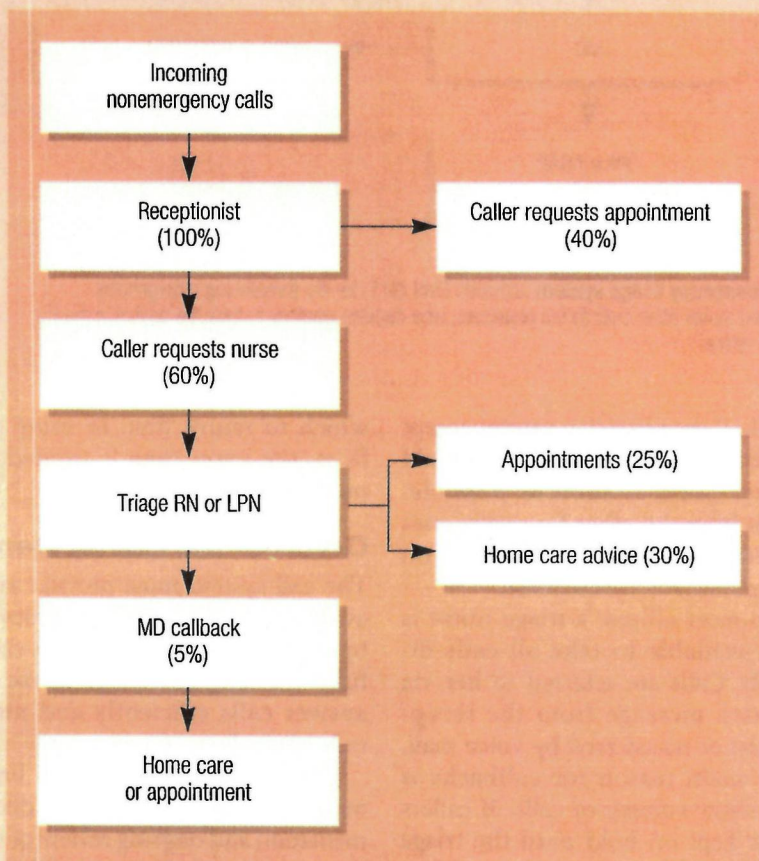 Incoming
nonemergency calls
Receptionist
(100%)
Caller requests appointment
(40%)
Caller requests nurse
(60%)
Triage RN or LPN
Appointments (25%)
Home care advice (30%)
MD callback
(5%)
Home care
or appointment